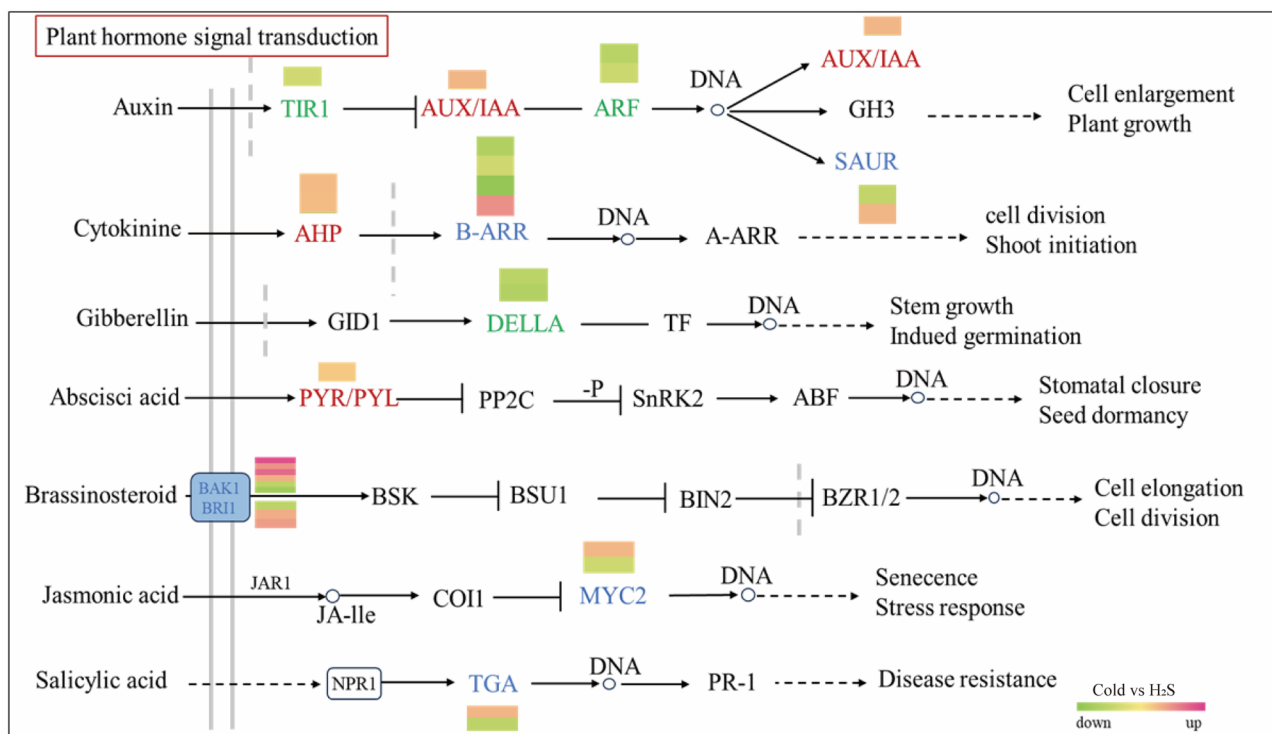 Plant hormone signal transduction
Auxin
TIR1
AUX/IAA
ARF
DNA
AUX/IAA
GH3
SAUR
Cell enlargement
Plant growth
Cytokinine
AHP
B-ARR
DNA
A-ARR
cell division
Shoot initiation
Gibberellin
GID1
DELLA
TF
DNA
Stem growth
Indued germination
Abscisci acid
PYR/PYL
PP2C
-P
SnRK2
ABF
DNA
Stomatal closure
Seed dormancy
Brassinosteroid
BAK1
BRI1
BSK
BSU1
BIN2
BZR1/2
DNA
Cell elongation
Cell division
Jasmonic acid
JAR1
JA-lle
COI1
MYC2
DNA
Senecence
Stress response
Salicylic acid
NPR1
TGA
DNA
PR-1
Disease resistance
Cold vs H₂S
down up